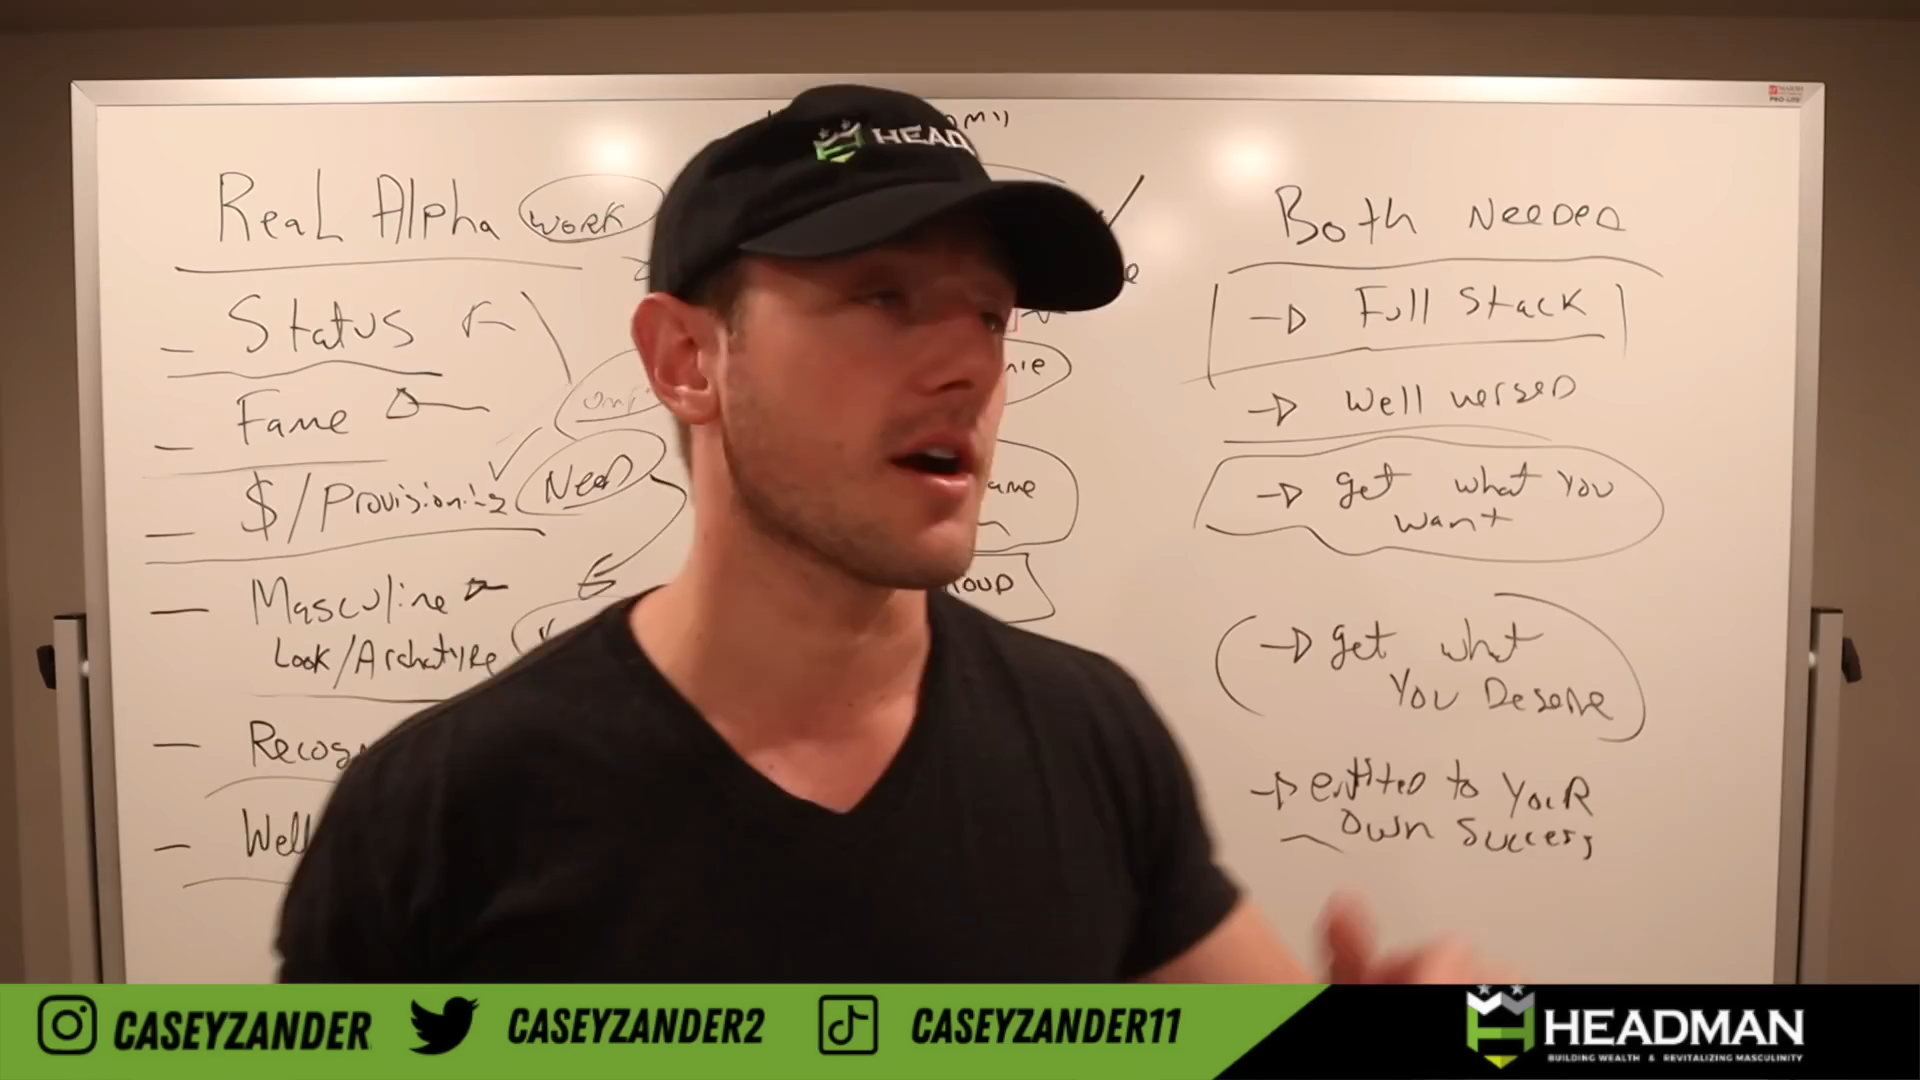 HEAD
Real Alpha work
Status
Fame
$/Provisioning
Need
Masculine
Look/Archetype
Recog
Well
Both Needed
Full Stack
Well versed
get what You
want
get what
You Deserve
entitled to Your
Own Success
CASEYZANDER
CASEYZANDER2
CASEYZANDER11
HEADMAN
BUILDING WEALTH & REVITALIZING MASCULINITY